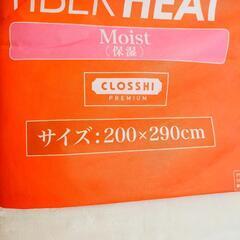 FIBER HEAT
Moist
(保湿)
CLOSSHI
PREMIUM
サイズ:200×290cm